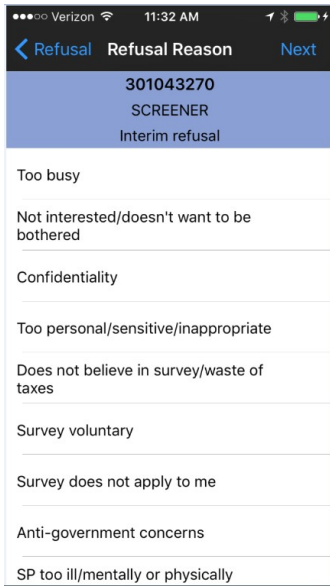 Verizon 11:32 AM
Refusal Refusal Reason Next
301043270
SCREENER
Interim refusal
Too busy
Not interested/doesn't want to be
bothered
Confidentiality
Too personal/sensitive/inappropriate
Does not believe in survey/waste of
taxes
Survey voluntary
Survey does not apply to me
Anti-government concerns
SP too ill/mentally or physically